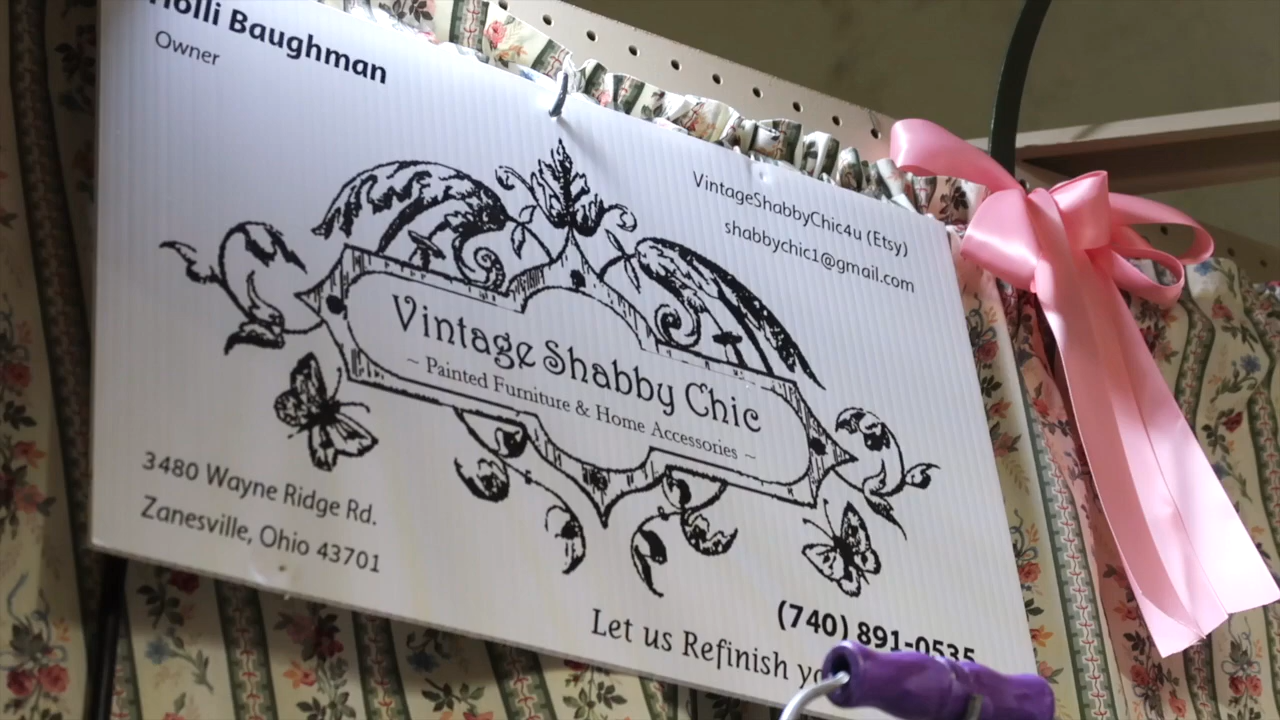 Holli Baughman
Owner
VintageShabbyChic4u (Etsy)
shabbychic1@gmail.com
Vintage Shabby Chic
~ Painted Furniture & Home Accessories ~
3480 Wayne Ridge Rd.
Zanesville, Ohio 43701
(740) 891-0535
Let us Refinish